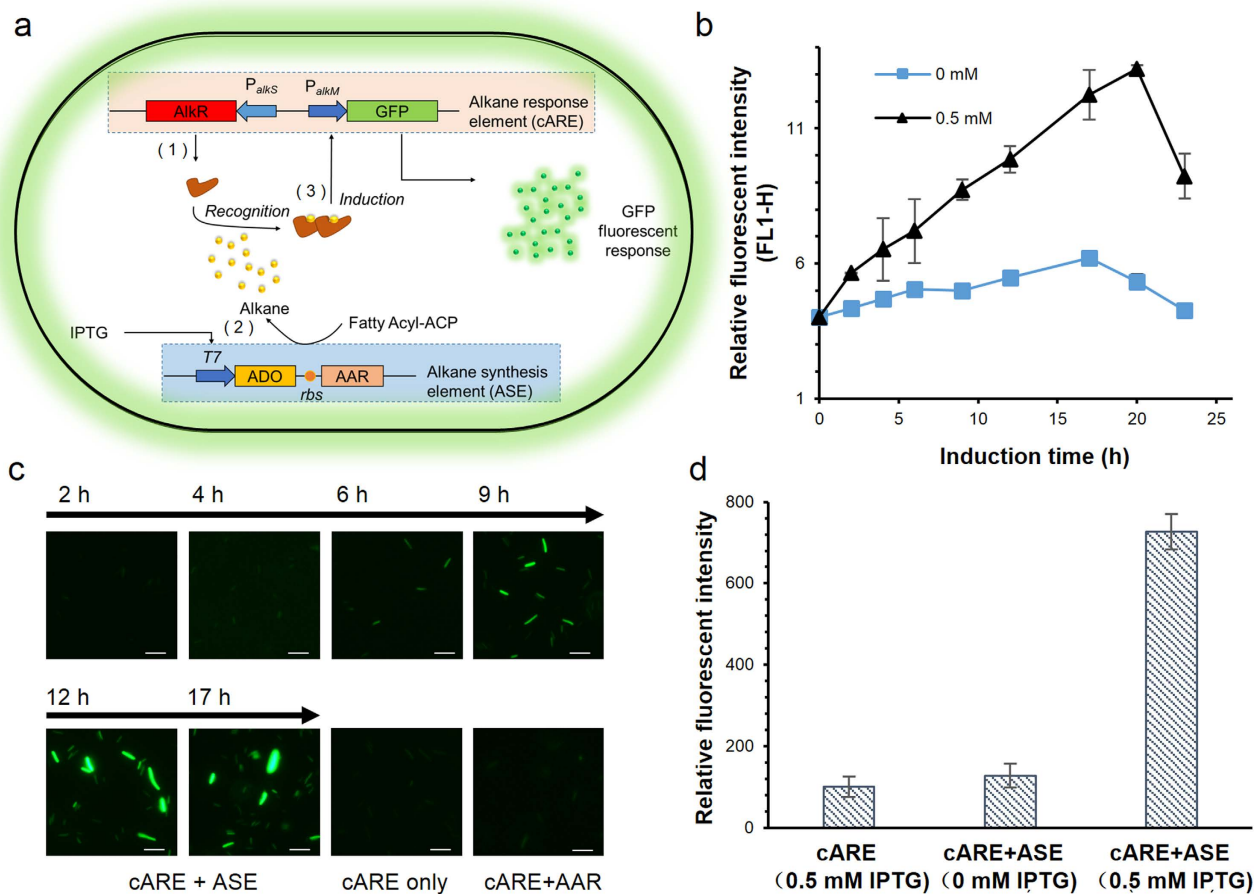 a
P alkS
P alkM
AlkR
GFP
Alkane response
element (cARE)
( 1 )
( 3 )
Recognition
Induction
GFP
fluorescent
response
Alkane
( 2 )
Fatty Acyl-ACP
IPTG
T7
ADO
AAR
rbs
Alkane synthesis
element (ASE)
b
0 mM
0.5 mM
11
6
1
0
5
10
15
20
25
Relative fluorescent intensity
(FL1-H)
Induction time (h)
c
2 h
4 h
6 h
9 h
12 h
17 h
cARE + ASE
cARE only
cARE+AAR
d
800
600
400
200
0
Relative fluorescent intensity
cARE
(0.5 mM IPTG)
cARE+ASE
(0 mM IPTG)
cARE+ASE
(0.5 mM IPTG)